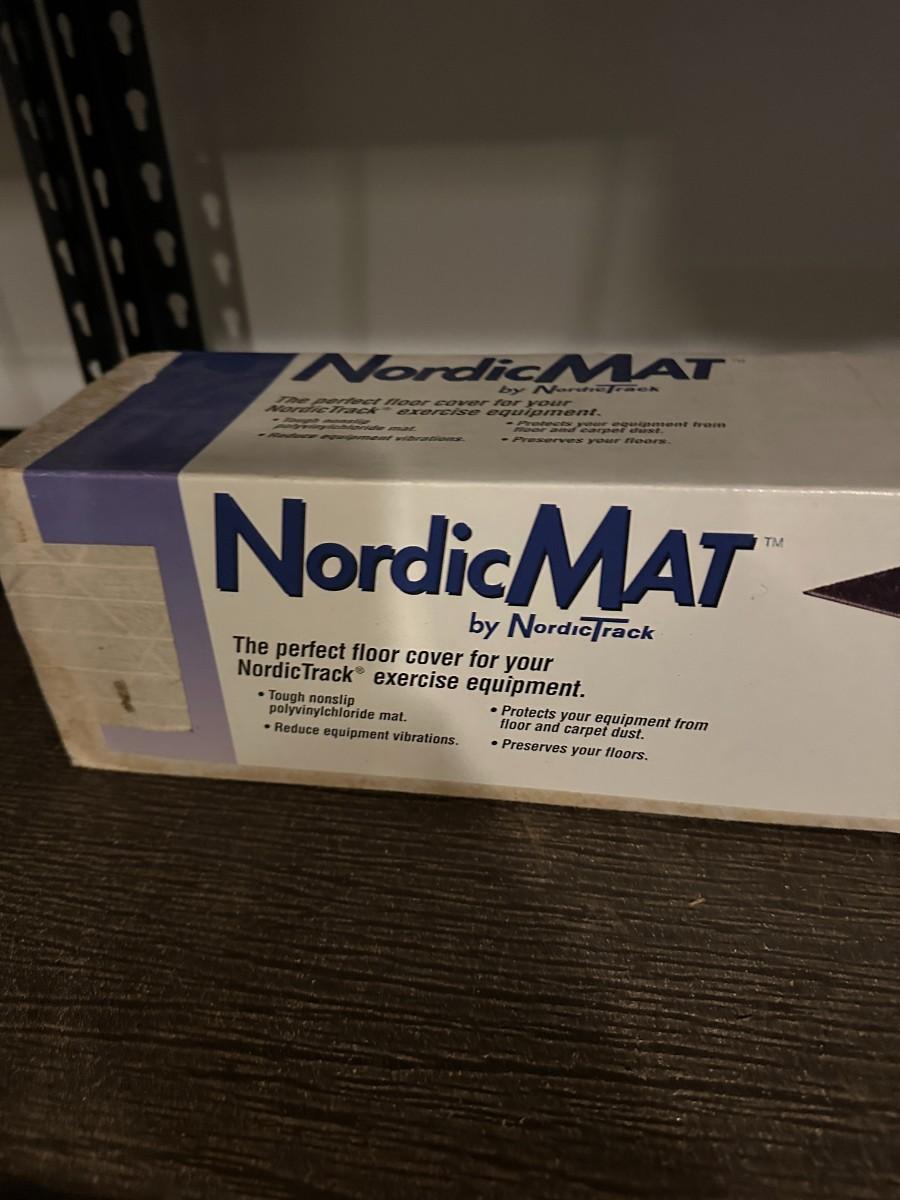 NordicMAT™
by NordicTrack
The perfect floor cover for your
NordicTrack® exercise equipment.
• Tough nonslip
polyvinylchloride mat.
• Reduce equipment vibrations.
• Protects your equipment from
floor and carpet dust.
• Preserves your floors.
NordicMAT™
by NordicTrack
The perfect floor cover for your
NordicTrack® exercise equipment.
• Tough nonslip
polyvinylchloride mat.
• Reduce equipment vibrations.
• Protects your equipment from
floor and carpet dust.
• Preserves your floors.